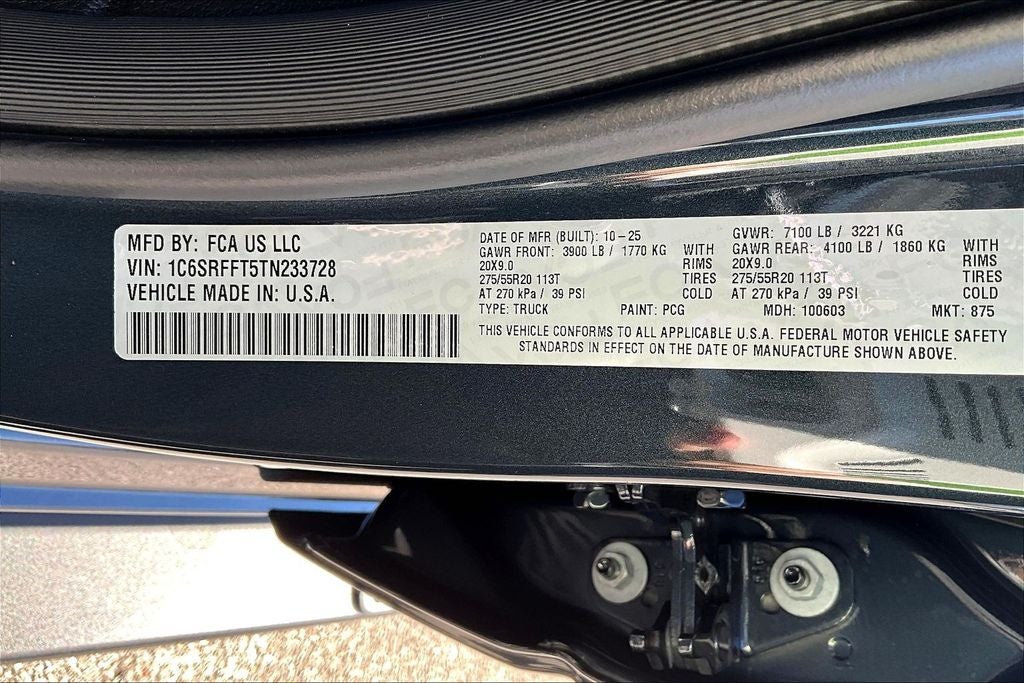 MFD BY: FCA US LLC
VIN: 1C6SRFFT5TN233728
VEHICLE MADE IN: U.S.A.
DATE OF MFR (BUILT): 10-25
GAWR FRONT: 3900 LB / 1770 KG WITH
20X9.0 RIMS
275/55R20 113T TIRES
AT 270 kPa / 39 PSI COLD
TYPE: TRUCK PAINT: PCG
GVWR: 7100 LB / 3221 KG
GAWR REAR: 4100 LB / 1860 KG WITH
20X9.0 RIMS
275/55R20 113T TIRES
AT 270 kPa / 39 PSI COLD
MDH: 100603 MKT: 875
THIS VEHICLE CONFORMS TO ALL APPLICABLE U.S.A. FEDERAL MOTOR VEHICLE SAFETY
STANDARDS IN EFFECT ON THE DATE OF MANUFACTURE SHOWN ABOVE.